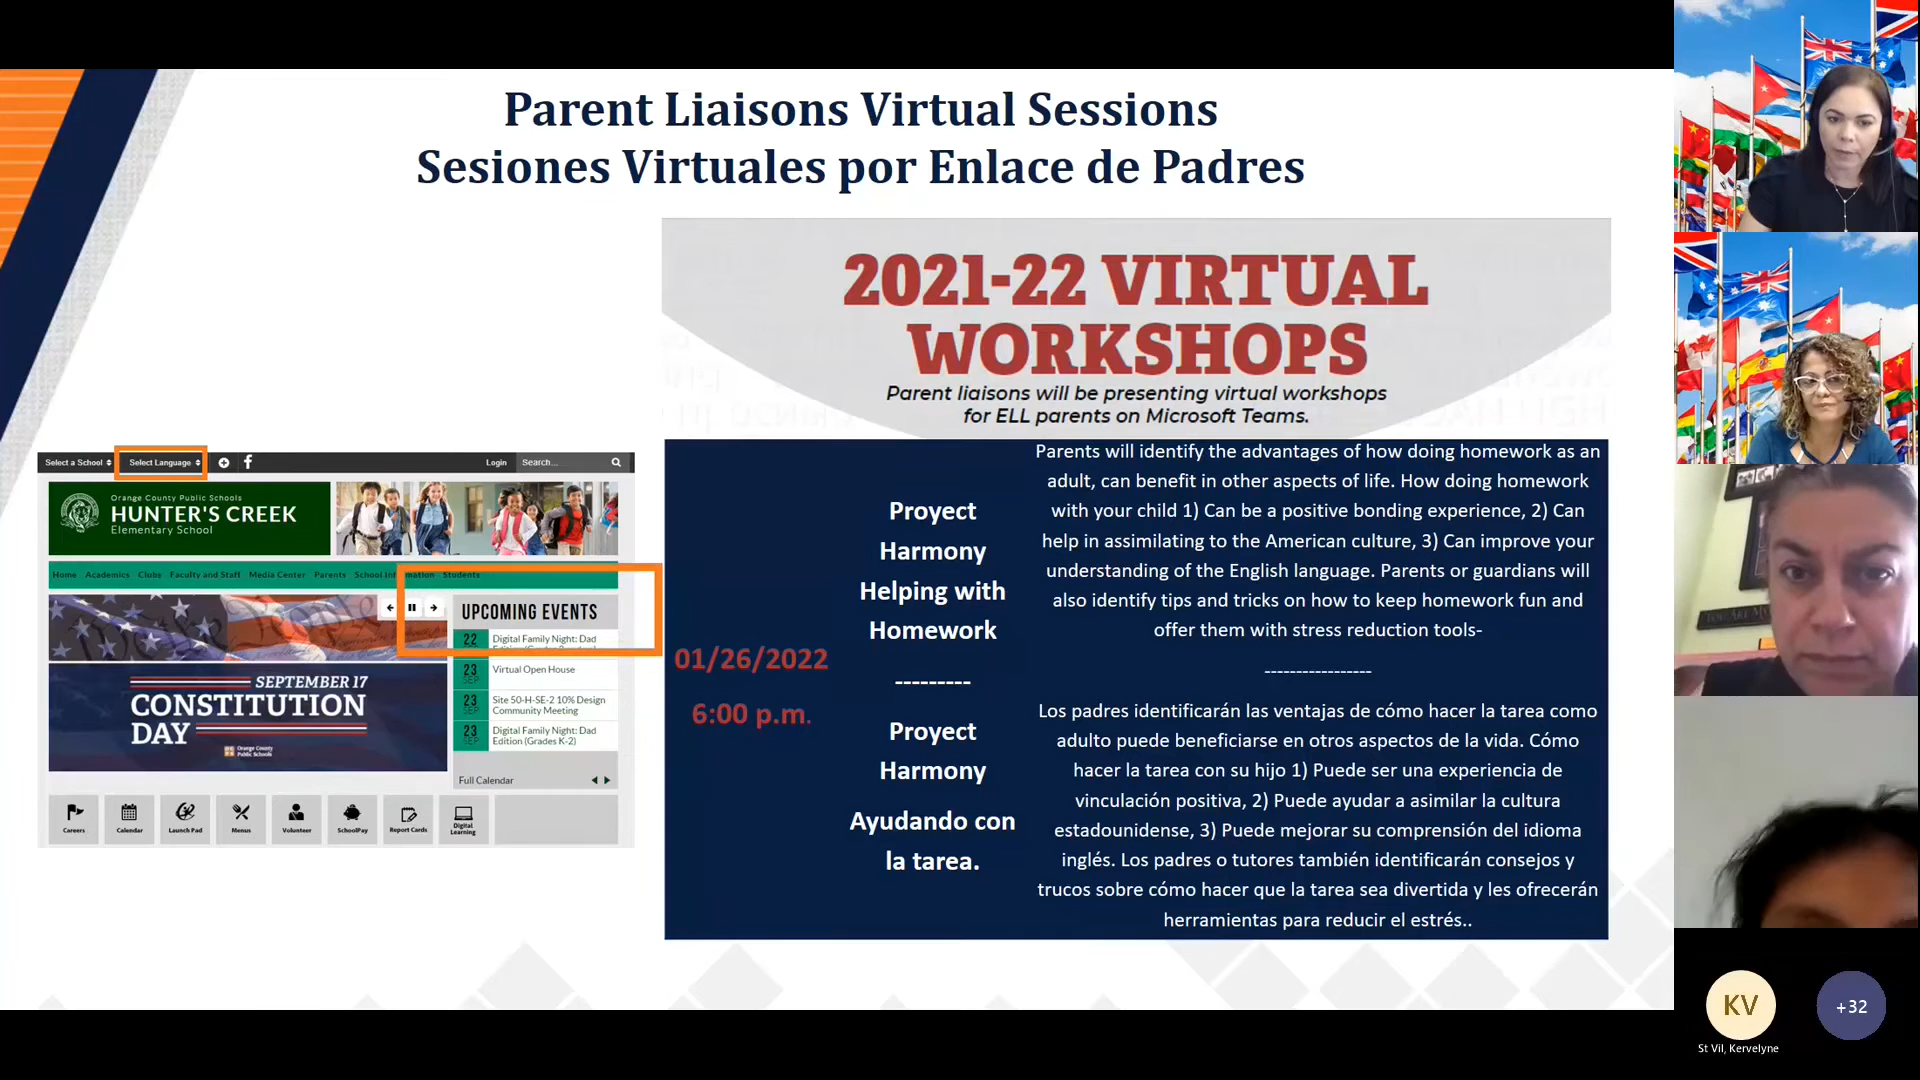 Parent Liaisons Virtual Sessions
Sesiones Virtuales por Enlace de Padres
2021-22 VIRTUAL
WORKSHOPS
Parent liaisons will be presenting virtual workshops
for ELL parents on Microsoft Teams.
Select a School
Select Language
Login
Search...
Orange County Public Schools
HUNTER'S CREEK
Elementary School
Home Academics Clubs Faculty and Staff Media Center Parents School Information Students
UPCOMING EVENTS
22 Digital Family Night: Dad
23 SEP Virtual Open House
23 SEP Site 50-H-SE-2 10% Design
Community Meeting
23 SEP Digital Family Night: Dad
Edition (Grades K-2)
Full Calendar
SEPTEMBER 17
CONSTITUTION
DAY
Orange County
Public Schools
Careers
Calendar
Launch Pad
Menus
Volunteer
SchoolPay
Report Cards
Digital
Learning
01/26/2022
6:00 p.m.
Proyect
Harmony
Helping with
Homework
---------
Proyect
Harmony
Ayudando con
la tarea.
Parents will identify the advantages of how doing homework as an
adult, can benefit in other aspects of life. How doing homework
with your child 1) Can be a positive bonding experience, 2) Can
help in assimilating to the American culture, 3) Can improve your
understanding of the English language. Parents or guardians will
also identify tips and tricks on how to keep homework fun and
offer them with stress reduction tools-
-----------------
Los padres identificarán las ventajas de cómo hacer la tarea como
adulto puede beneficiarse en otros aspectos de la vida. Cómo
hacer la tarea con su hijo 1) Puede ser una experiencia de
vinculación positiva, 2) Puede ayudar a asimilar la cultura
estadounidense, 3) Puede mejorar su comprensión del idioma
inglés. Los padres o tutores también identificarán consejos y
trucos sobre cómo hacer que la tarea sea divertida y les ofrecerán
herramientas para reducir el estrés..
KV
+32
St Vil, Kervelyne